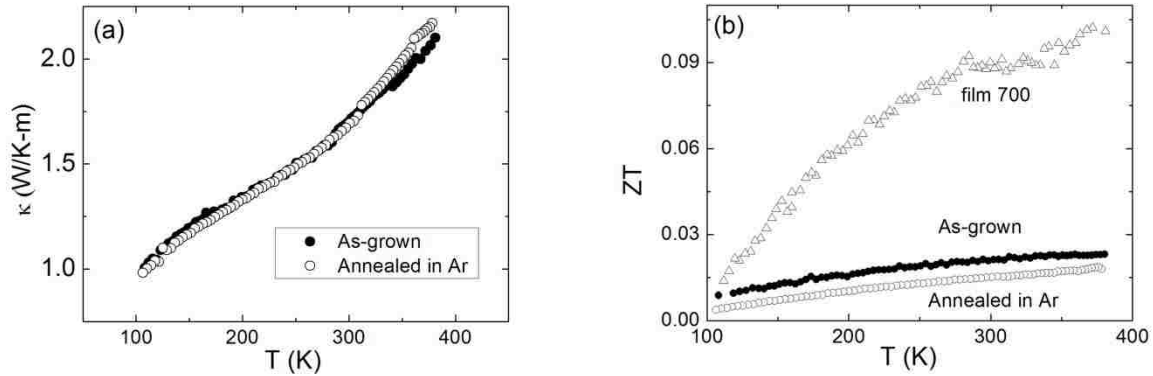 (a)
κ (W/K-m)
2.0
1.5
1.0
As-grown
Annealed in Ar
100 200 300 400
T (K)
(b)
ZT
0.09
0.06
0.03
0.00
film 700
As-grown
Annealed in Ar
100 200 300 400
T (K)